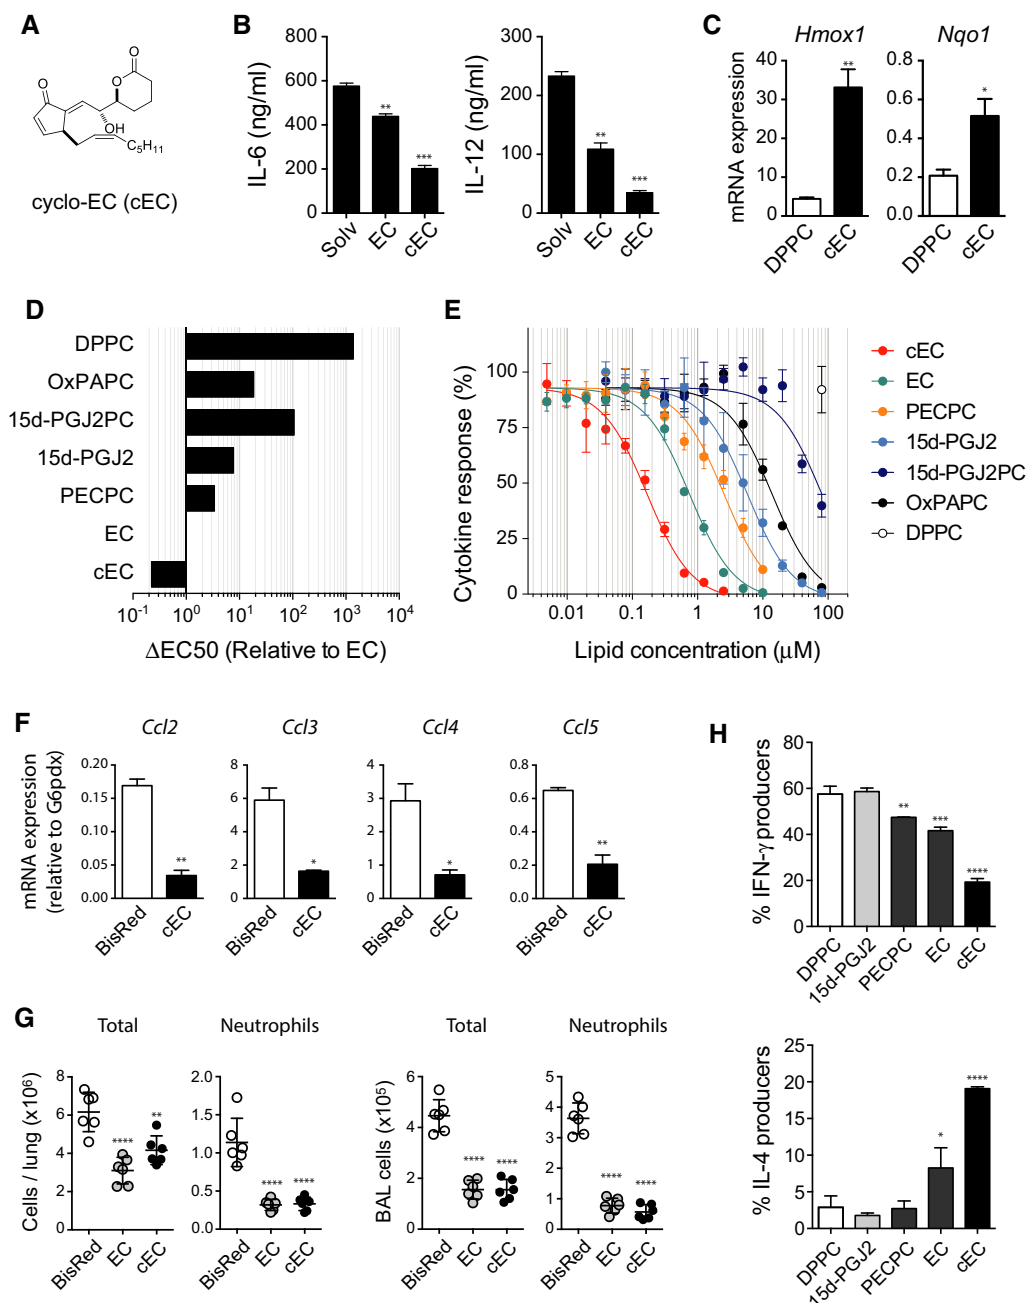 A
O
O
O
OH
C5H11
cyclo-EC (cEC)
B
IL-6 (ng/ml)
800
600
400
200
0
**
***
Solv
EC
cEC
IL-12 (ng/ml)
300
200
100
0
**
***
Solv
EC
cEC
C
Hmox1
Nqo1
mRNA expression
40
30
20
10
0
**
DPPC
cEC
0.8
0.6
0.4
0.2
0.0
*
DPPC
cEC
D
DPPC
OxPAPC
15d-PGJ2PC
15d-PGJ2
PECPC
EC
cEC
10-1 100 101 102 103 104
ΔEC50 (Relative to EC)
E
Cytokine response (%)
100
75
50
25
0
0.01 0.1 1 10 100
Lipid concentration (μM)
cEC
EC
PECPC
15d-PGJ2
15d-PGJ2PC
OxPAPC
DPPC
F
mRNA expression
(relative to G6pdx)
Ccl2
0.20
0.15
0.10
0.05
0.00
**
BisRed
cEC
Ccl3
8
6
4
2
0
*
BisRed
cEC
Ccl4
4
3
2
1
0
*
BisRed
cEC
Ccl5
0.6
0.4
0.2
0.0
0.8
**
BisRed
cEC
G
Total
Cells / lung (x10⁶)
8
6
4
2
0
****
**
BisRed
EC
cEC
Neutrophils
2.0
1.5
1.0
0.5
0.0
**** ****
BisRed
EC
cEC
Total
BAL cells (x10⁵)
6
4
2
0
**** ****
BisRed
EC
cEC
Neutrophils
5
4
3
2
1
0
****
****
BisRed
EC
cEC
H
% IFN-γ producers
80
60
40
20
0
**
***
****
DPPC
15d-PGJ2
PECPC
EC
cEC
% IL-4 producers
25
20
15
10
5
0
*
****
DPPC
15d-PGJ2
PECPC
EC
cEC